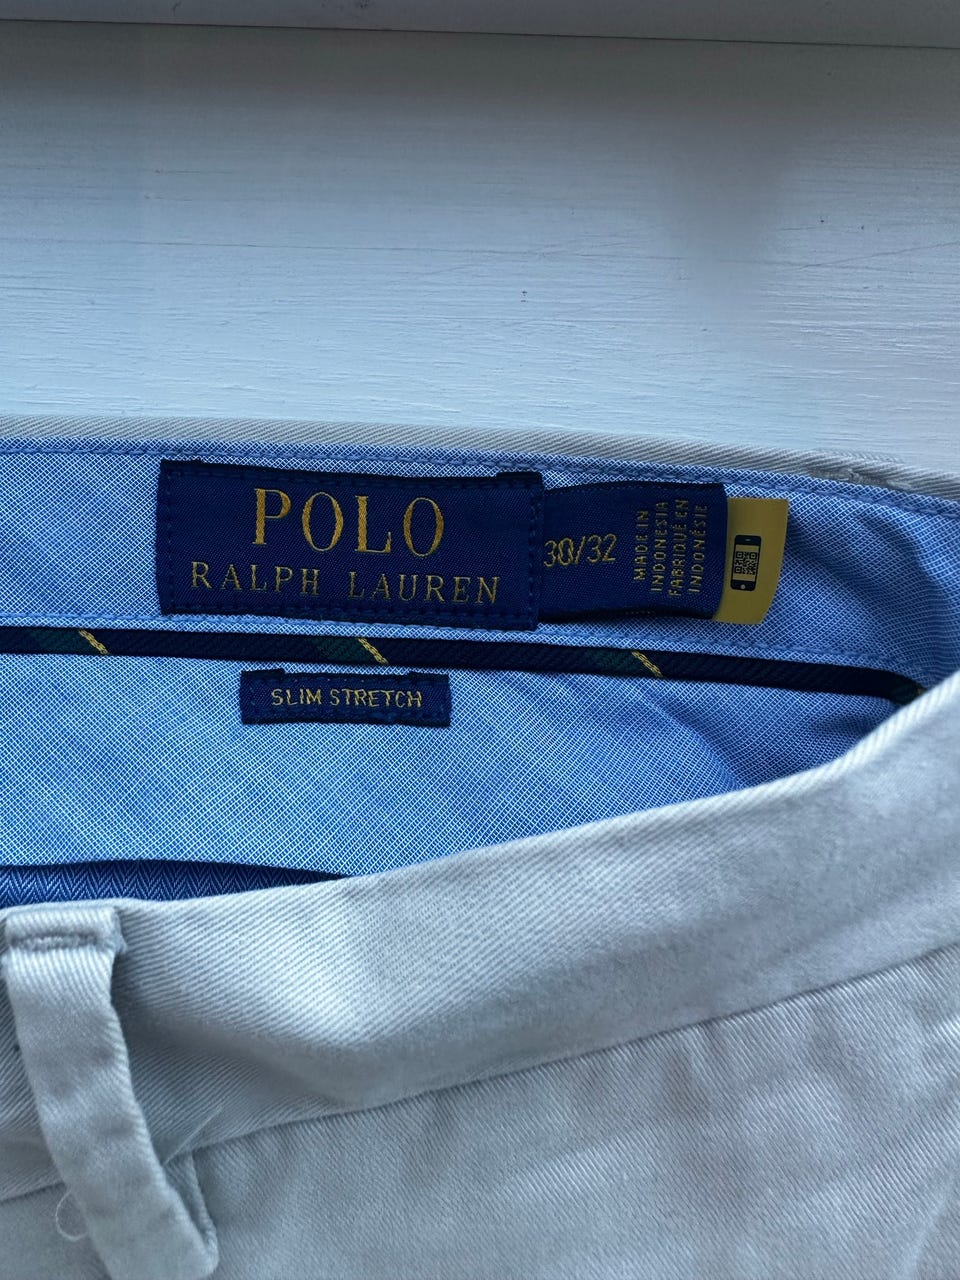 POLO
RALPH LAUREN
30/32
MADE IN
INDONESIA
FABRIQUÉ EN
INDONÉSIE
SLIM STRETCH